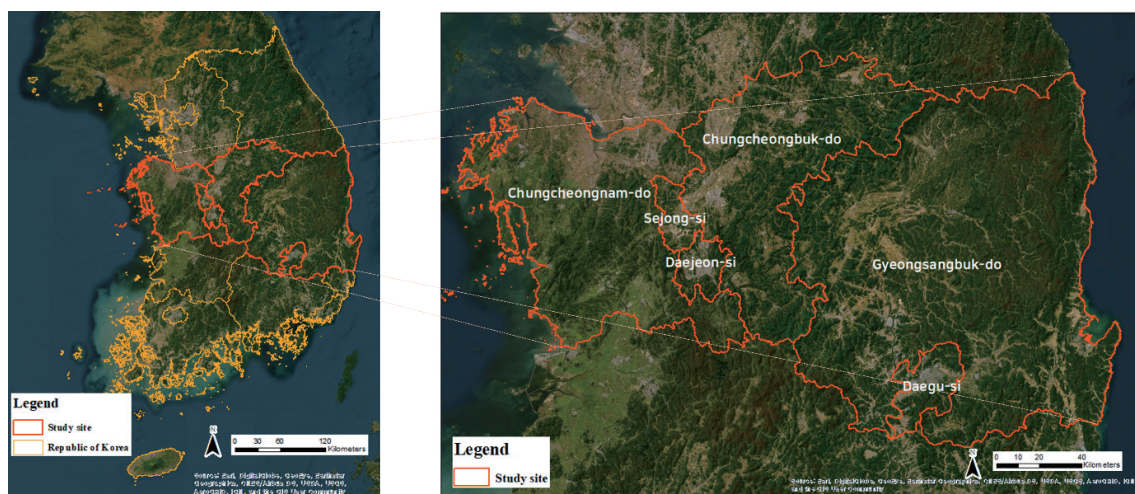 Legend
Study site
Republic of Korea
N
0 30 60 120
Kilometers
Chungcheongbuk-do
Chungcheongnam-do
Sejong-si
Daejeon-si
Gyeongsangbuk-do
Daegu-si
Legend
Study site
N
0 10 20 40
Kilometers